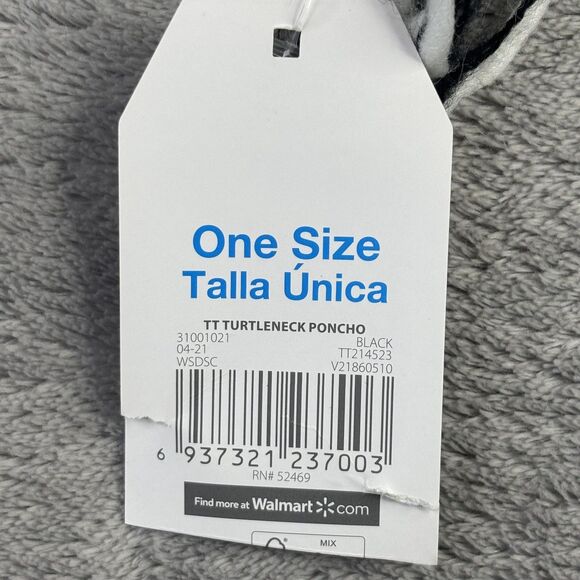 One Size
Talla Única
TT TURTLENECK PONCHO
31001021 BLACK
04-21 TT214523
WSDSC V21860510
6 937321 237003
RN# 52469
Find more at Walmart.com
MIX